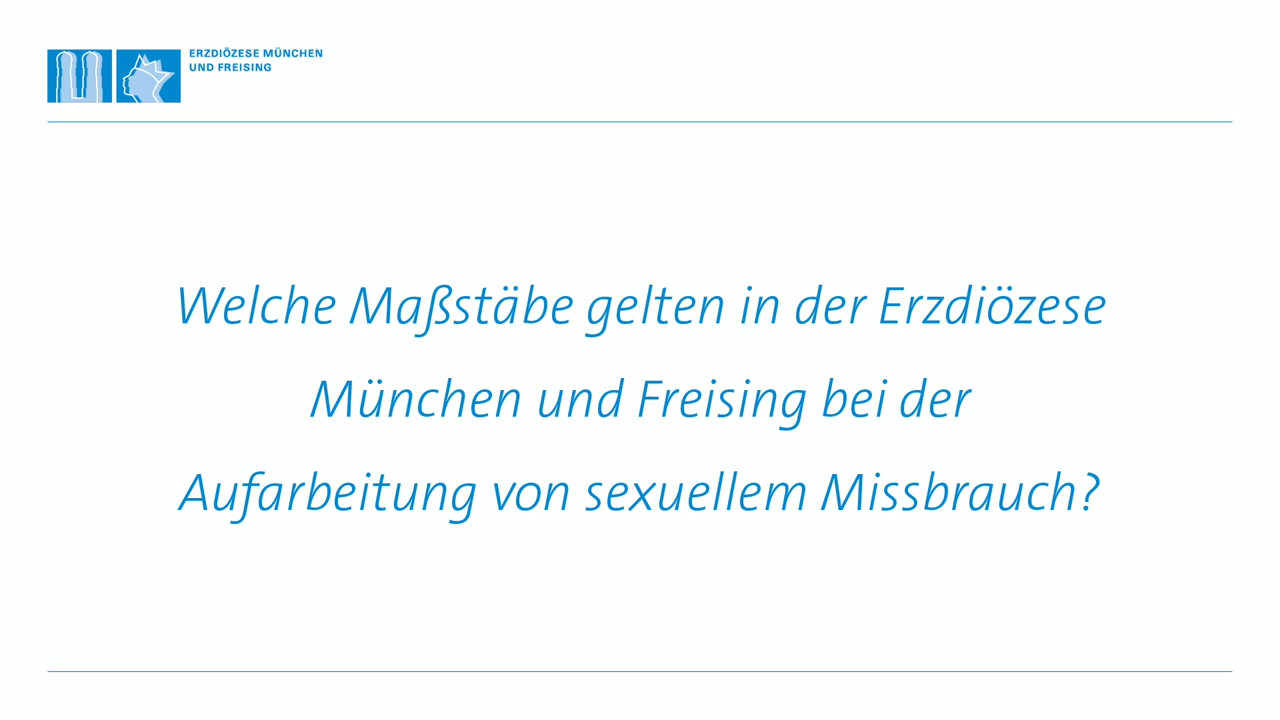 ERZDIÖZESE MÜNCHEN
UND FREISING
Welche Maßstäbe gelten in der Erzdiözese
München und Freising bei der
Aufarbeitung von sexuellem Missbrauch?